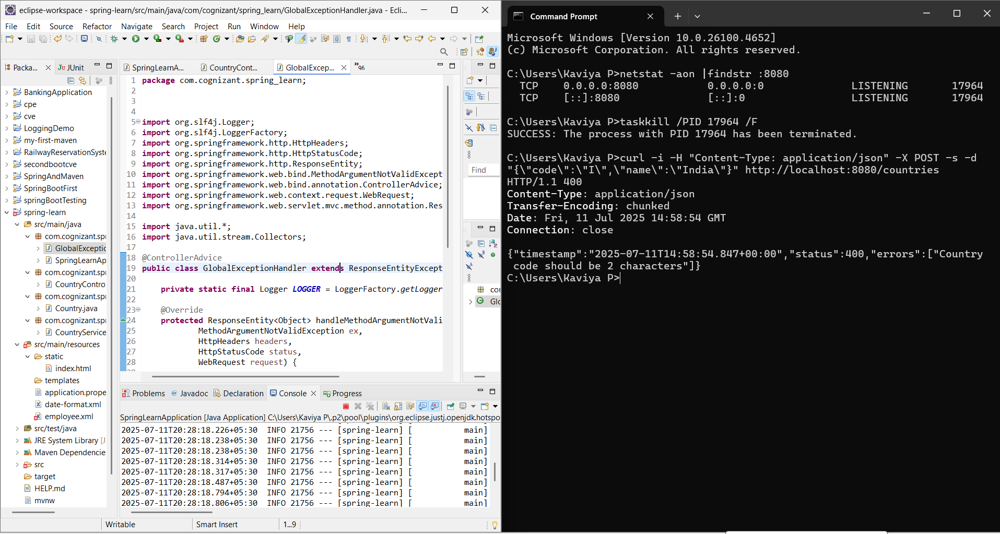 eclipse-workspace - spring-learn/src/main/java/com/cognizant/spring_learn/GlobalExceptionHandler.java - Ecli...
File Edit Source Refactor Navigate Search Project Run Window Help
Packa... JUnit
BankingApplication
cpe
cve
LoggingDemo
my-first-maven
RailwayReservationSyste
secondbootcve
SpringAndMaven
SpringBootFirst
springBootTesting
spring-learn
src/main/java
com.cognizant.spr
GlobalExceptic
SpringLearnAp
com.cognizant.spr
CountryContro
com.cognizant.spr
Country.java
com.cognizant.spr
CountryService
src/main/resources
static
index.html
templates
application.prope
date-format.xml
employee.xml
src/test/java
JRE System Library [J
Maven Dependencie
src
target
HELP.md
mvnw
SpringLearnA... CountryCont... GlobalExcep... »96
1 package com.cognizant.spring_learn;
2
3
4
5 import org.slf4j.Logger;
6 import org.slf4j.LoggerFactory;
7 import org.springframework.http.HttpHeaders;
8 import org.springframework.http.HttpStatusCode;
9 import org.springframework.http.ResponseEntity;
10 import org.springframework.web.bind.MethodArgumentNotValidExcept
11 import org.springframework.web.bind.annotation.ControllerAdvice;
12 import org.springframework.web.context.request.WebRequest;
13 import org.springframework.web.servlet.mvc.method.annotation.Res
14
15 import java.util.*;
16 import java.util.stream.Collectors;
17
18 @ControllerAdvice
19 public class GlobalExceptionHandler extends ResponseEntityExcept
20
21 private static final Logger LOGGER = LoggerFactory.getLogger
22
23 @Override
24 protected ResponseEntity<Object> handleMethodArgumentNotVali
25 MethodArgumentNotValidException ex,
26 HttpHeaders headers,
27 HttpStatusCode status,
28 WebRequest request) {
Find
cor
Glo
Problems @ Javadoc Declaration Console Progress
SpringLearnApplication [Java Application] C:\Users\Kaviya P\.p2\pool\plugins\org.eclipse.justj.openjdk.hotspo
2025-07-11T20:28:18.226+05:30 INFO 21756 --- [spring-learn] [ main]
2025-07-11T20:28:18.238+05:30 INFO 21756 --- [spring-learn] [ main]
2025-07-11T20:28:18.238+05:30 INFO 21756 --- [spring-learn] [ main]
2025-07-11T20:28:18.314+05:30 INFO 21756 --- [spring-learn] [ main]
2025-07-11T20:28:18.317+05:30 INFO 21756 --- [spring-learn] [ main]
2025-07-11T20:28:18.487+05:30 INFO 21756 --- [spring-learn] [ main]
2025-07-11T20:28:18.794+05:30 INFO 21756 --- [spring-learn] [ main]
2025-07-11T20:28:18.806+05:30 INFO 21756 --- [spring-learn] [ main]
Writable Smart Insert 1...9
Command Prompt
Microsoft Windows [Version 10.0.26100.4652]
(c) Microsoft Corporation. All rights reserved.
C:\Users\Kaviya P>netstat -aon |findstr :8080
TCP 0.0.0.0:8080 0.0.0.0:0 LISTENING 17964
TCP [::]:8080 [::]:0 LISTENING 17964
C:\Users\Kaviya P>taskkill /PID 17964 /F
SUCCESS: The process with PID 17964 has been terminated.
C:\Users\Kaviya P>curl -i -H "Content-Type: application/json" -X POST -s -d
"{\"code\":\"I\",\"name\":\"India\"}" http://localhost:8080/countries
HTTP/1.1 400
Content-Type: application/json
Transfer-Encoding: chunked
Date: Fri, 11 Jul 2025 14:58:54 GMT
Connection: close
{"timestamp":"2025-07-11T14:58:54.847+00:00","status":400,"errors":["Country
code should be 2 characters"]}
C:\Users\Kaviya P>